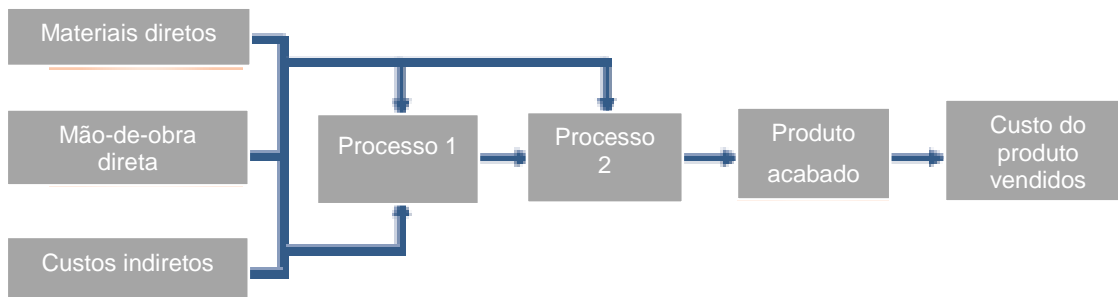 Materiais diretos
Mão-de-obra
direta
Custos indiretos
Processo 1
Processo
2
Produto
acabado
Custo do
produto
vendidos